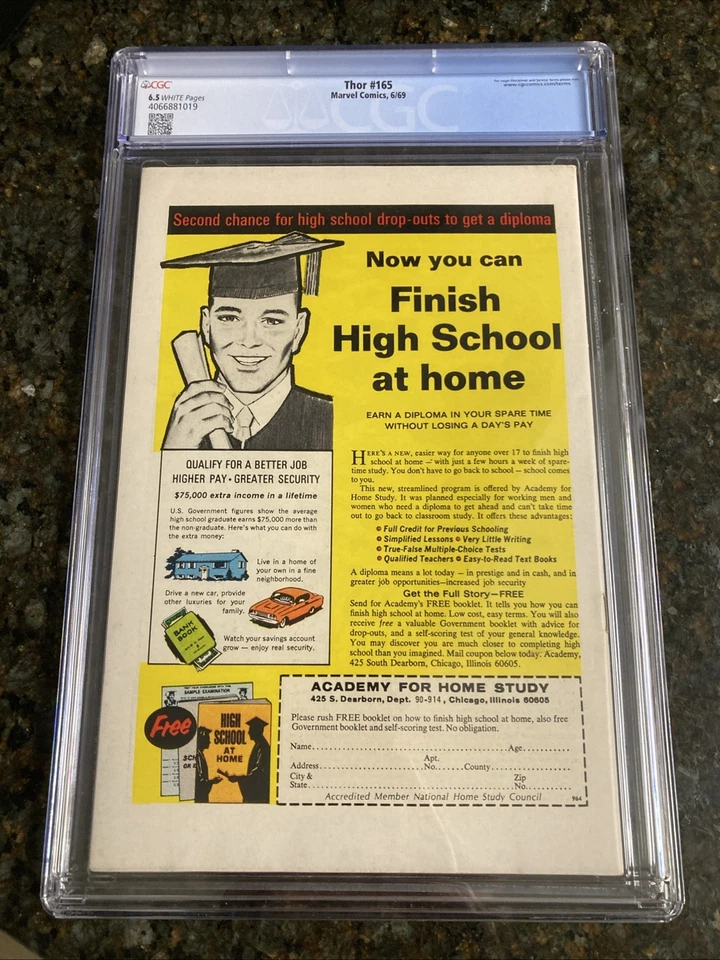 CGC
6.5 WHITE Pages
4066881019
Thor #165
Marvel Comics, 6/69
www.cgccomics.com/terms
CGC
Second chance for high school drop-outs to get a diploma
Now you can
Finish
High School
at home
EARN A DIPLOMA IN YOUR SPARE TIME
WITHOUT LOSING A DAY'S PAY
QUALIFY FOR A BETTER JOB
HIGHER PAY • GREATER SECURITY
$75,000 extra income in a lifetime
U.S. Government figures show the average
high school graduate earns $75,000 more than
the non-graduate. Here's what you can do with
the extra money:
Live in a home of
your own in a fine
neighborhood.
Drive a new car, provide
other luxuries for your
family.
BANK
BOOK
Watch your savings account
grow — enjoy real security.
HERE'S A NEW, easier way for anyone over 17 to finish high
school at home — with just a few hours a week of spare-
time study. You don't have to go back to school — school comes
to you.
This new, streamlined program is offered by Academy for
Home Study. It was planned especially for working men and
women who need a diploma to get ahead and can't take time
out to go back to classroom study. It offers these advantages:
• Full Credit for Previous Schooling
• Simplified Lessons • Very Little Writing
• True-False Multiple-Choice Tests
• Qualified Teachers • Easy-to-Read Text Books
A diploma means a lot today — in prestige and in cash, and in
greater job opportunities—increased job security
Get the Full Story—FREE
Send for Academy's FREE booklet. It tells you how you can
finish high school at home. Low cost, easy terms. You will also
receive free a valuable Government booklet with advice for
drop-outs, and a self-scoring test of your general knowledge.
You may discover you are much closer to completing high
school than you imagined. Mail coupon below today. Academy,
425 South Dearborn, Chicago, Illinois 60605.
Free
SAMPLE EXAMINATION
HIGH
SCHOOL
AT
HOME
ACADEMY FOR HOME STUDY
425 S. Dearborn, Dept. 90-914, Chicago, Illinois 60605
Please rush FREE booklet on how to finish high school at home, also free
Government booklet and self-scoring test. No obligation.
Name Age
Address Apt. No. County
City & State Zip No.
Accredited Member National Home Study Council 964